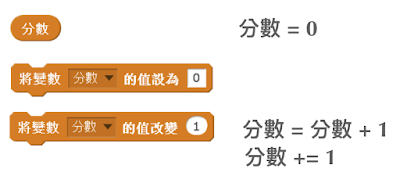 分數
分數 = 0
將變數 分數 的值設為 0
將變數 分數 的值改變 1
分數 = 分數 + 1
分數 += 1